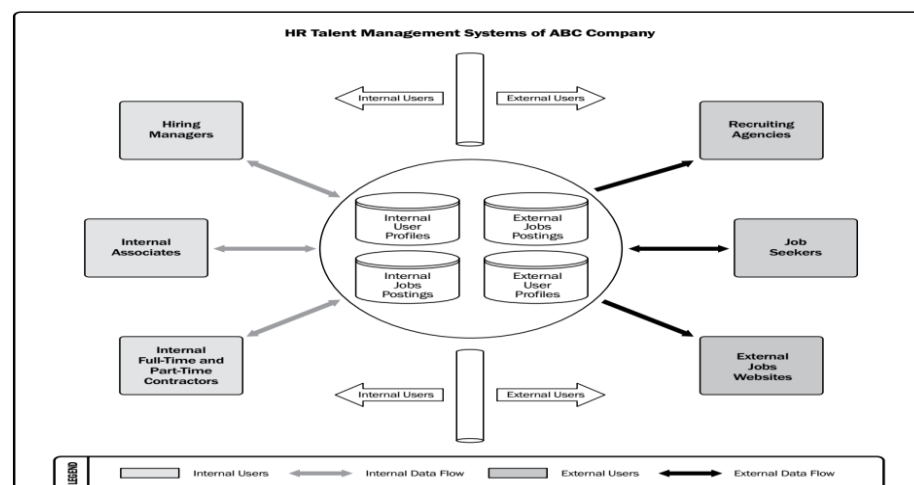 HR Talent Management Systems of ABC Company
Internal Users
External Users
Hiring
Managers
Recruiting
Agencies
Internal
User
Profiles
External
Jobs
Postings
Internal
Associates
Job
Seekers
Internal
Jobs
Postings
External
User
Profiles
Internal
Full-Time and
Part-Time
Contractors
External
Jobs
Websites
Internal Users
External Users
LEGEND
Internal Users
Internal Data Flow
External Users
External Data Flow